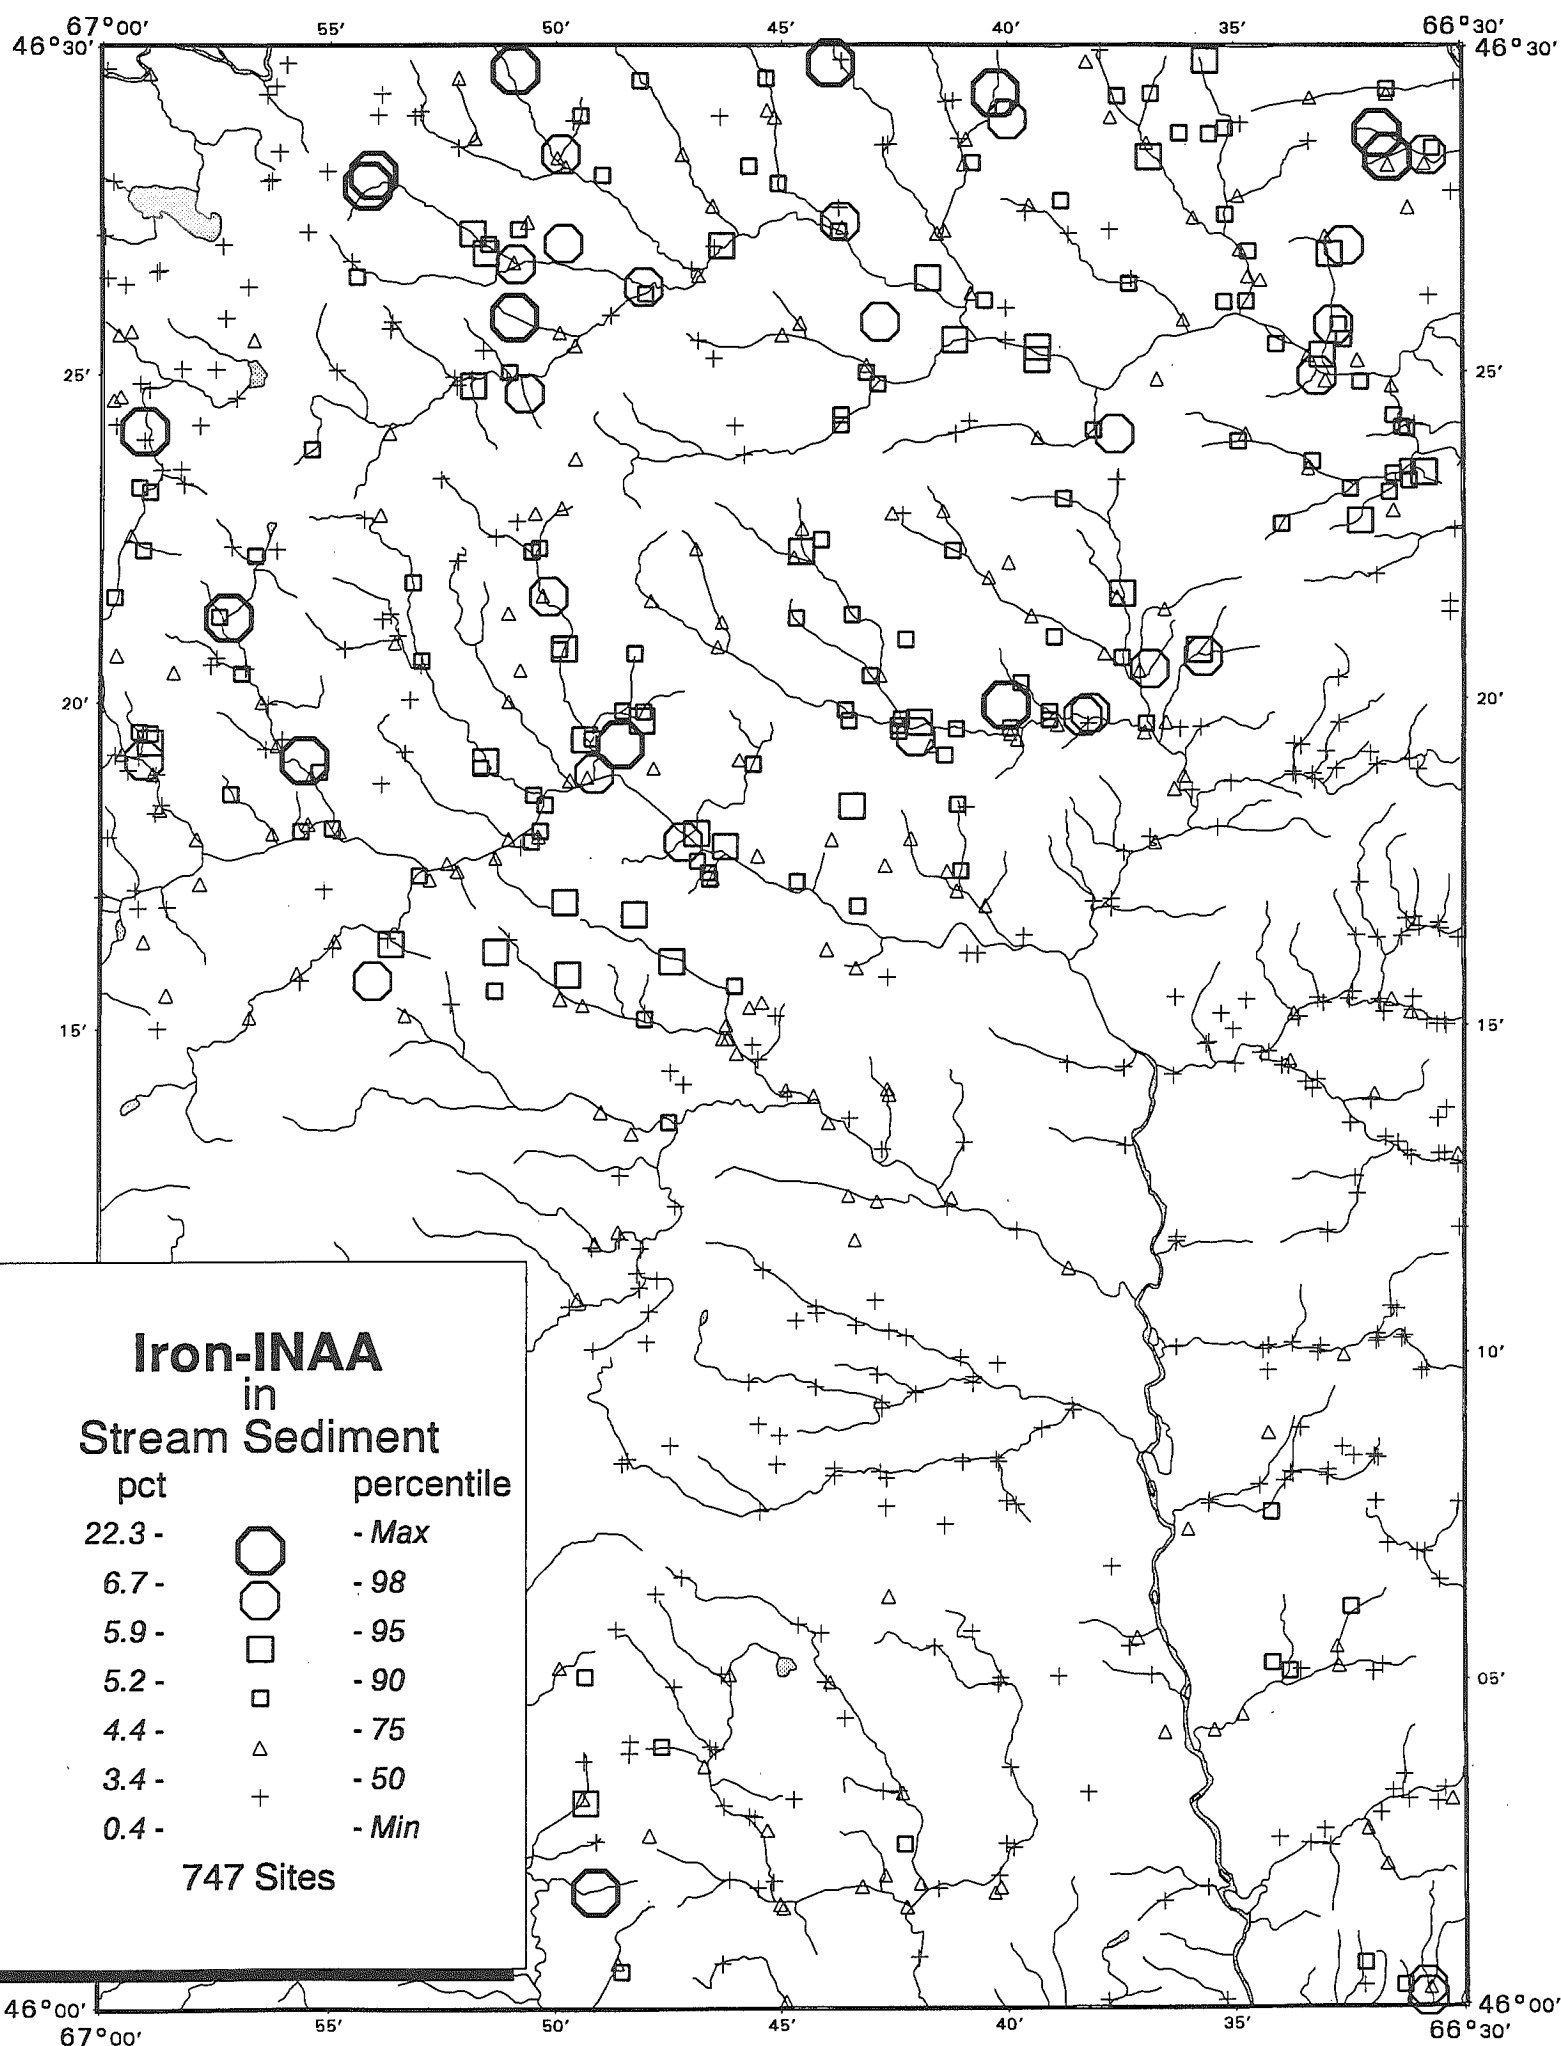 67°00′ 55′ 50′ 45′ 40′ 35′ 66°30′
46°30′ 46°30′
25′ 25′
20′ 20′
15′ 15′
10′
05′
Iron-INAA
in
Stream Sediment
pct percentile
22.3 - - Max
6.7 - - 98
5.9 - - 95
5.2 - - 90
4.4 - - 75
3.4 - - 50
0.4 - - Min
747 Sites
46°00′ 46°00′
67°00′ 55′ 50′ 45′ 40′ 35′ 66°30′